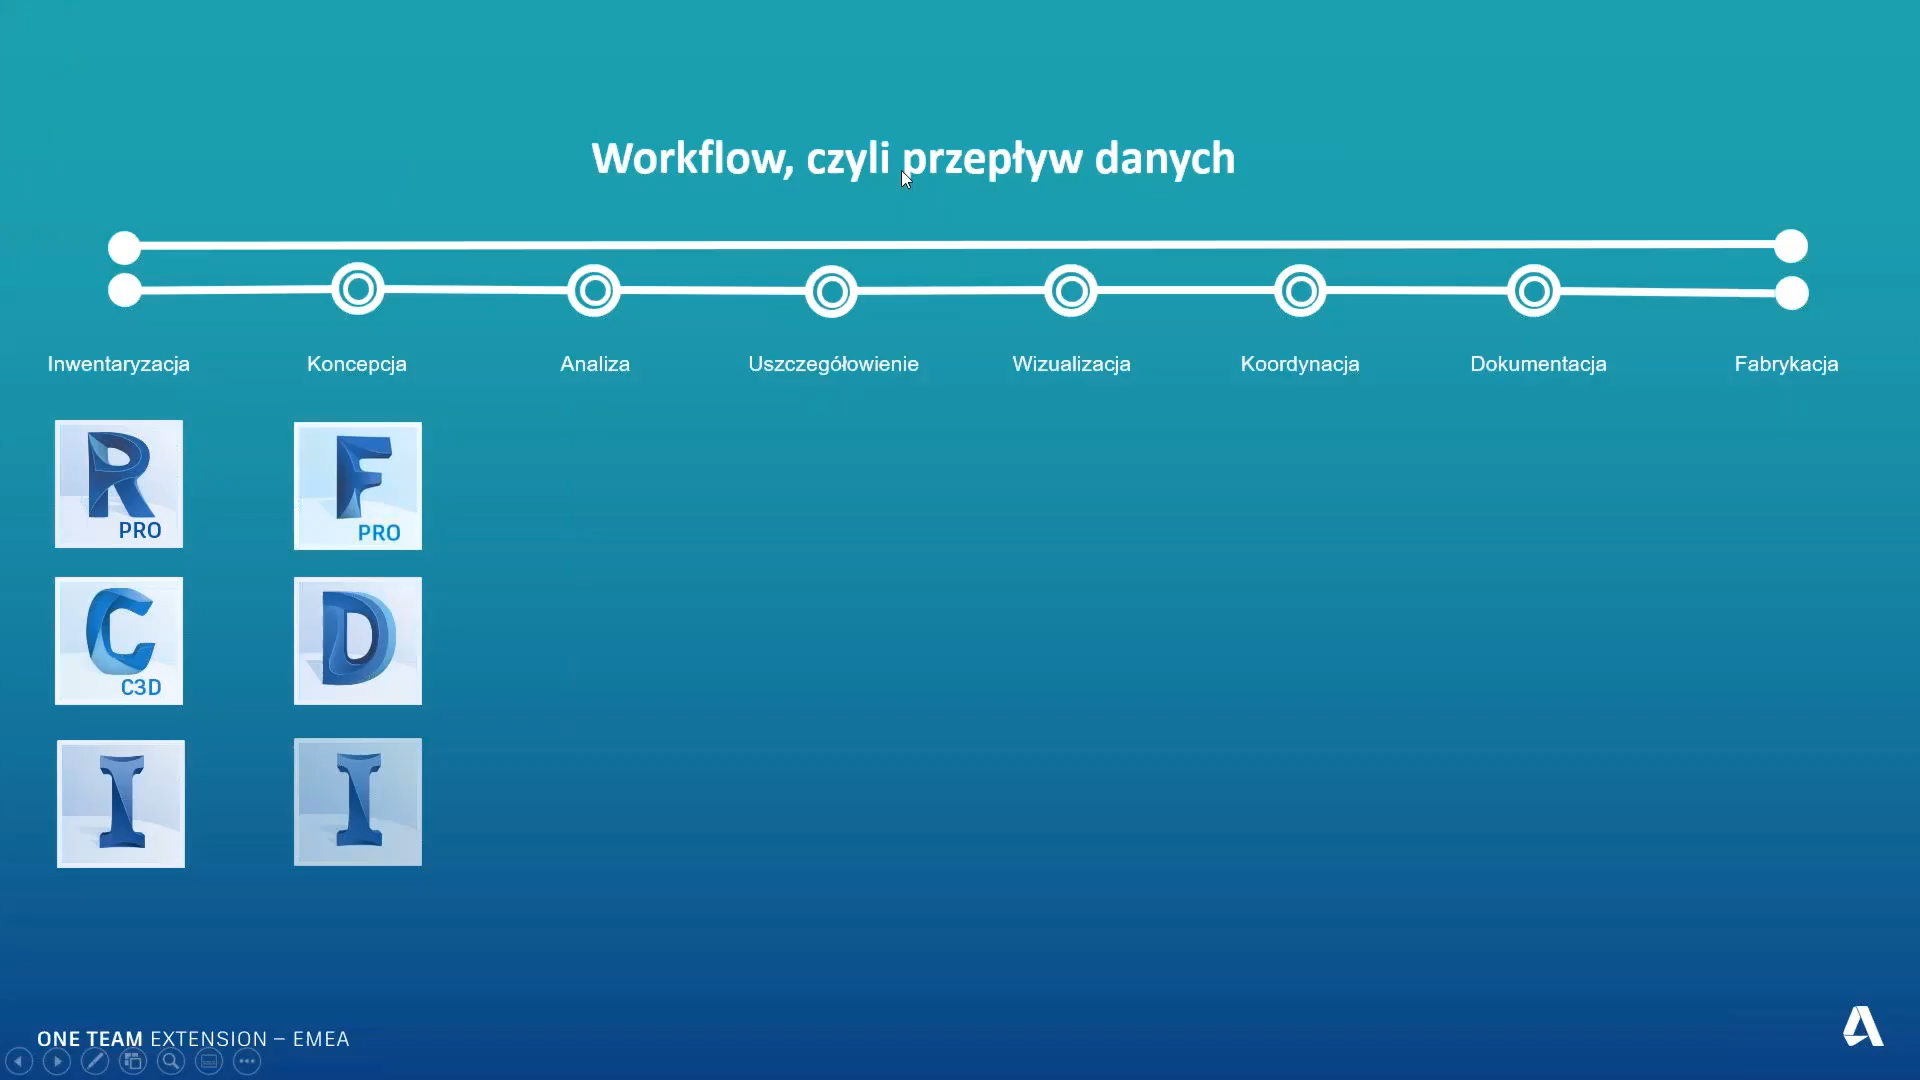 Workflow, czyli przepływ danych
Inwentaryzacja
Koncepcja
Analiza
Uszczegółowienie
Wizualizacja
Koordynacja
Dokumentacja
Fabrykacja
R
PRO
F
PRO
C
C3D
D
I
I
ONE TEAM EXTENSION – EMEA